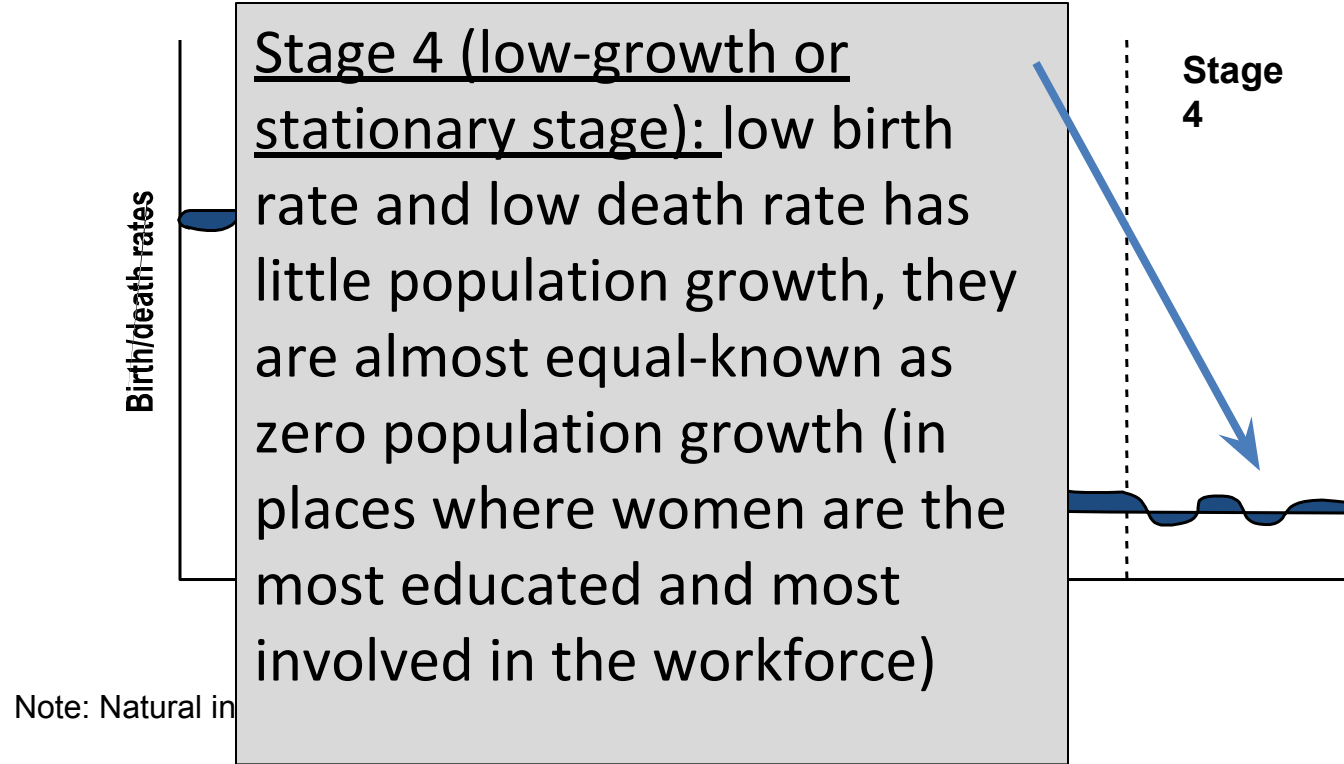 Stage 4 (low-growth or
stationary stage): low birth
rate and low death rate has
little population growth, they
are almost equal-known as
zero population growth (in
places where women are the
most educated and most
involved in the workforce)
Stage
4
Birth/death rates
Note: Natural in